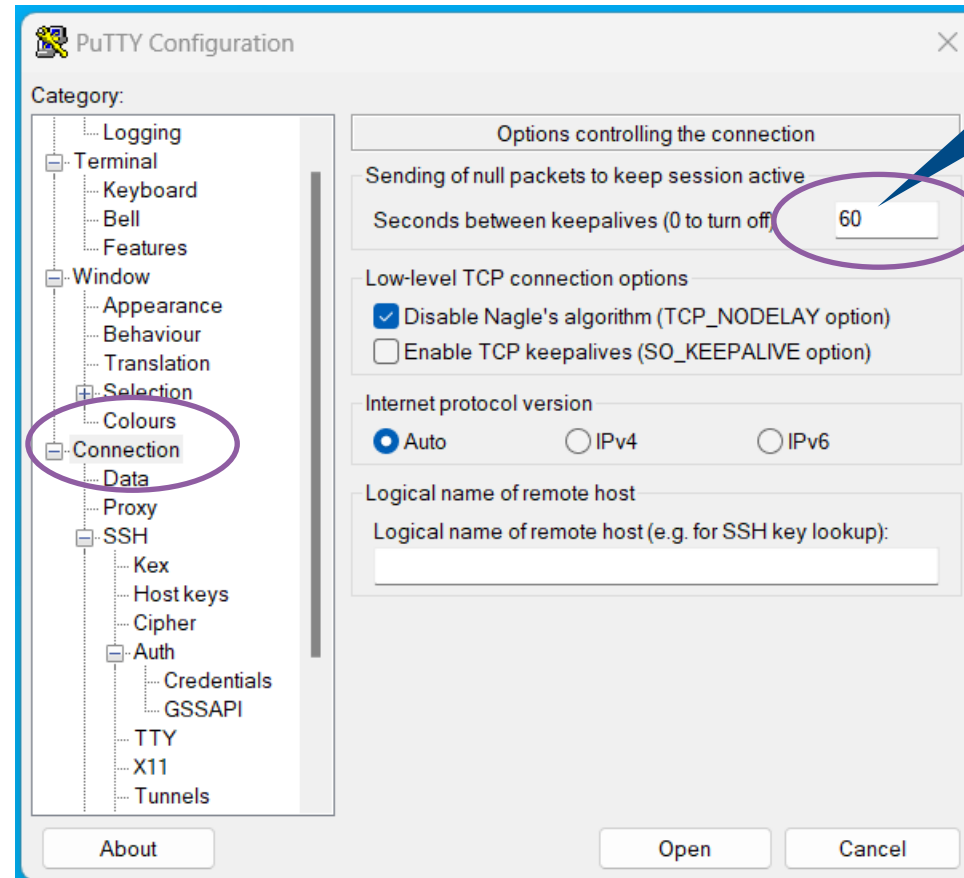 PuTTY Configuration
Category:
Logging
Terminal
Keyboard
Bell
Features
Window
Appearance
Behaviour
Translation
Selection
Colours
Connection
Data
Proxy
SSH
Kex
Host keys
Cipher
Auth
Credentials
GSSAPI
TTY
X11
Tunnels
Options controlling the connection
Sending of null packets to keep session active
Seconds between keepalives (0 to turn off) 60
Low-level TCP connection options
Disable Nagle's algorithm (TCP_NODELAY option)
Enable TCP keepalives (SO_KEEPALIVE option)
Internet protocol version
Auto IPv4 IPv6
Logical name of remote host
Logical name of remote host (e.g. for SSH key lookup):
About Open Cancel